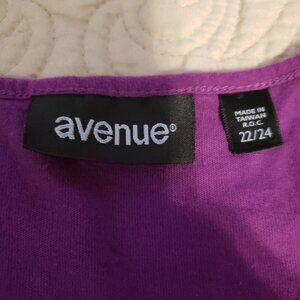 avenue®
MADE IN
TAIWAN
R.O.C.
22/24